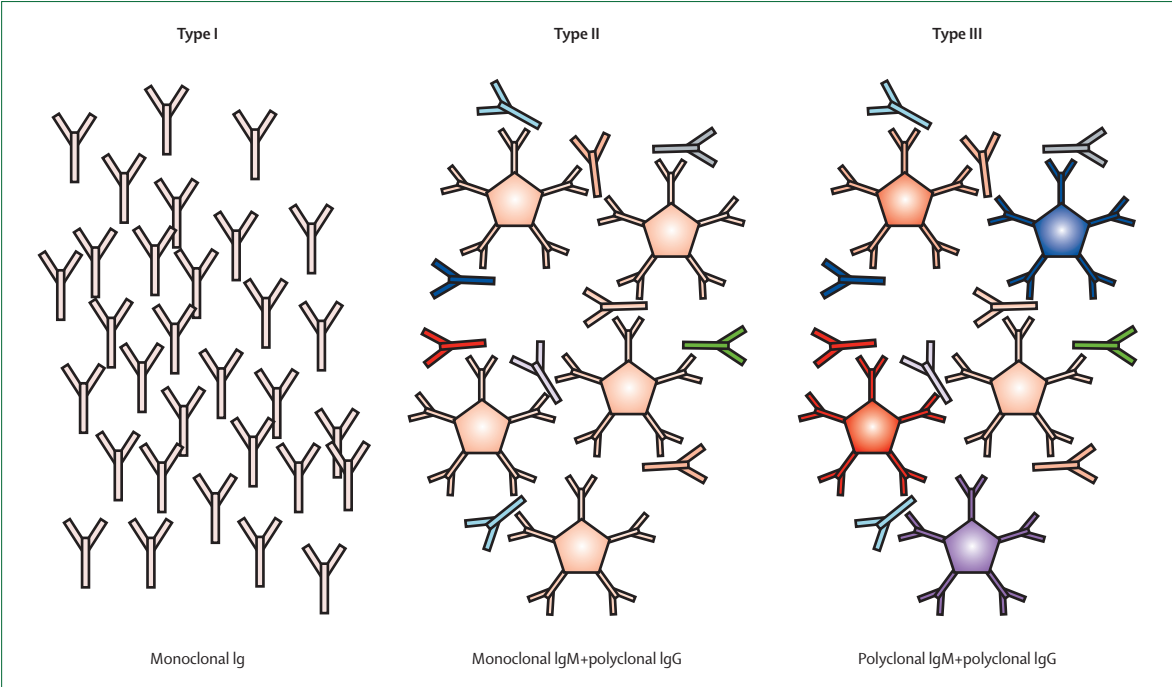 Type I
Type II
Type III
Monoclonal Ig
Monoclonal IgM+polyclonal IgG
Polyclonal IgM+polyclonal IgG